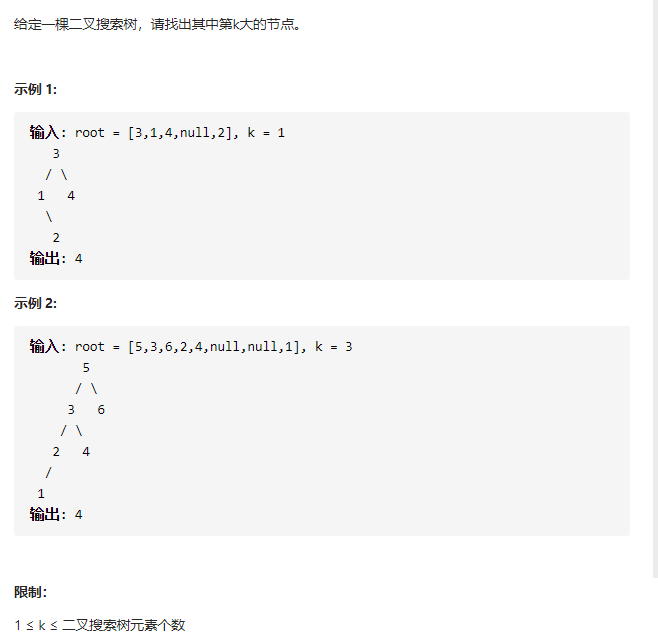 给定一棵二叉搜索树，请找出其中第k大的节点。
示例 1:
输入: root = [3,1,4,null,2], k = 1
   3
  / \
 1   4
  \
   2
输出: 4
示例 2:
输入: root = [5,3,6,2,4,null,null,1], k = 3
       5
      / \
     3   6
    / \
   2   4
  /
 1
输出: 4
限制：
1 ≤ k ≤ 二叉搜索树元素个数